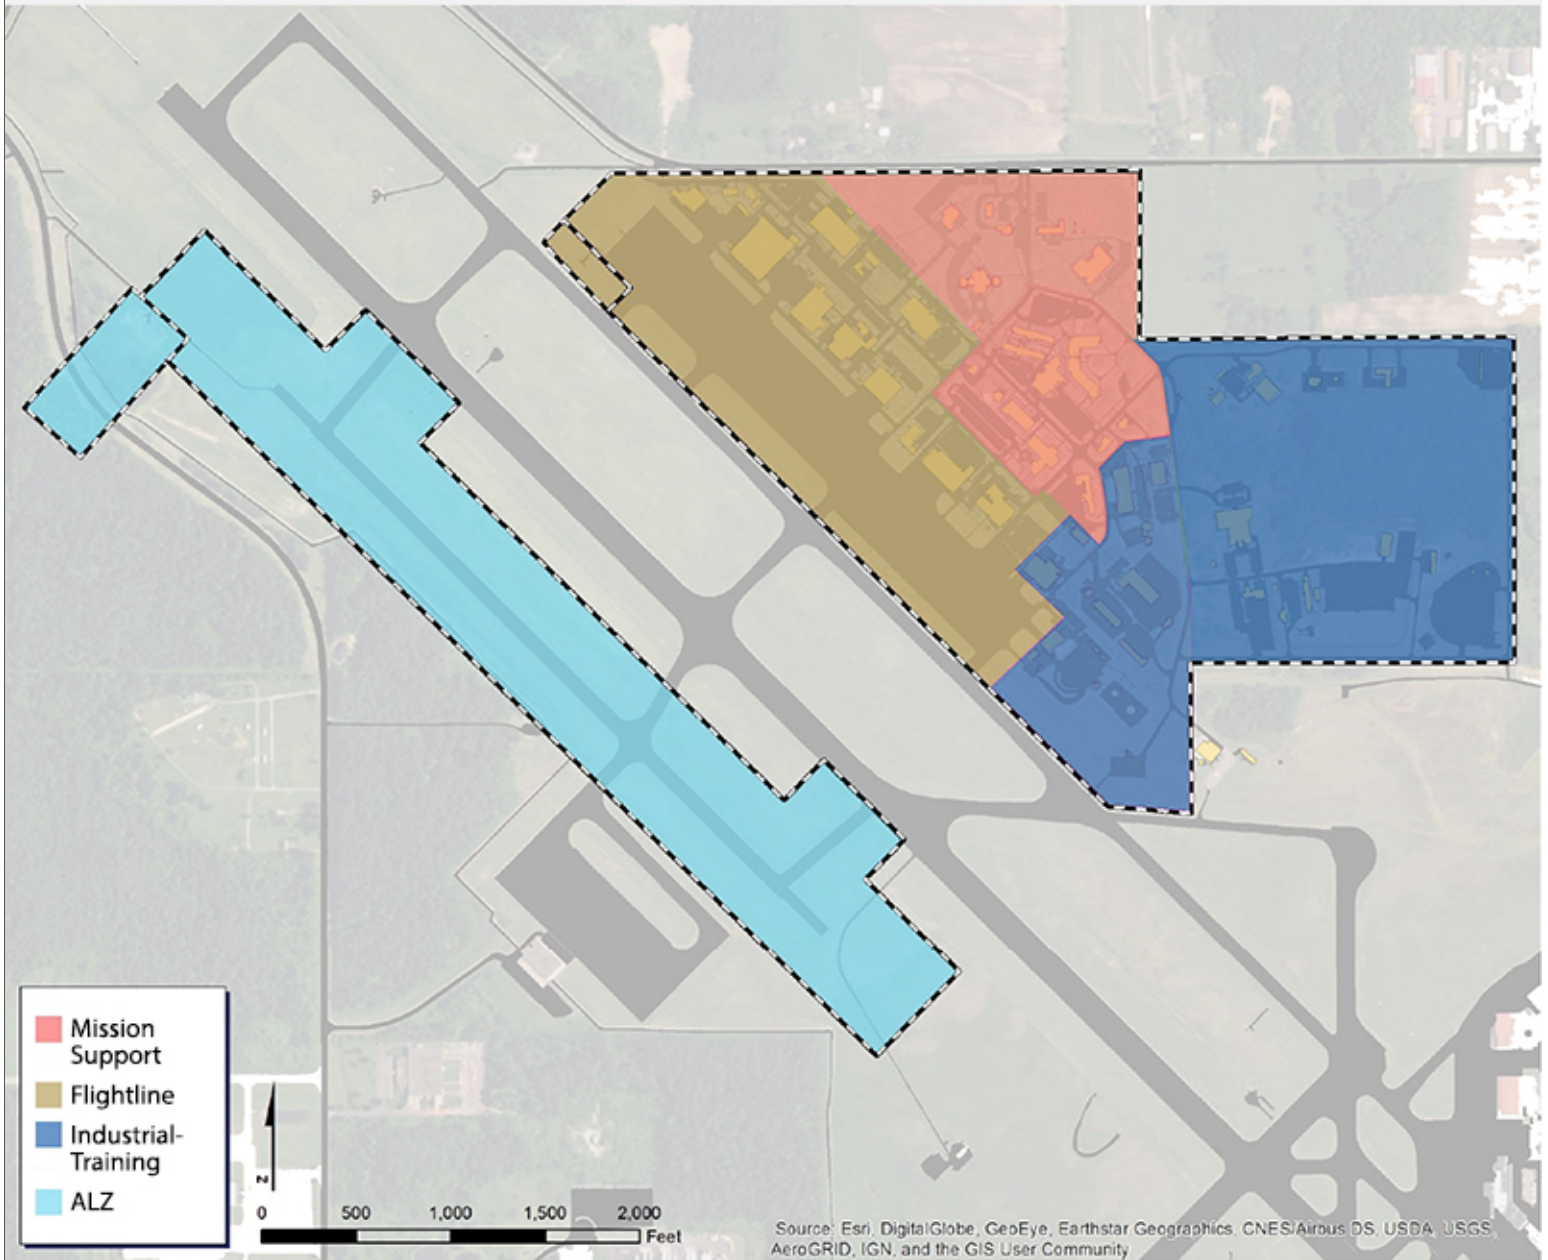 Mission
Support
Flightline
Industrial-
Training
ALZ
N
0 500 1,000 1,500 2,000
Feet
Source: Esri, DigitalGlobe, GeoEye, Earthstar Geographics, CNES/Airbus DS, USDA, USGS,
AeroGRID, IGN, and the GIS User Community